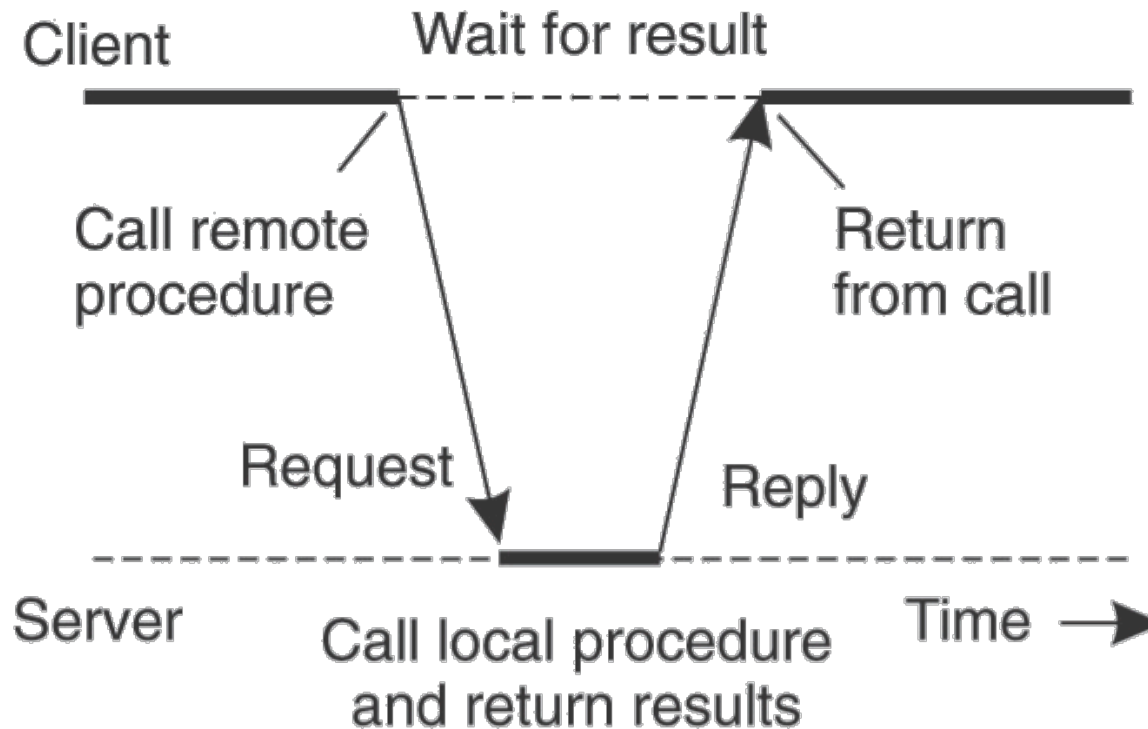 Client
Wait for result
Call remote
procedure
Return
from call
Request
Reply
Server
Call local procedure
and return results
Time